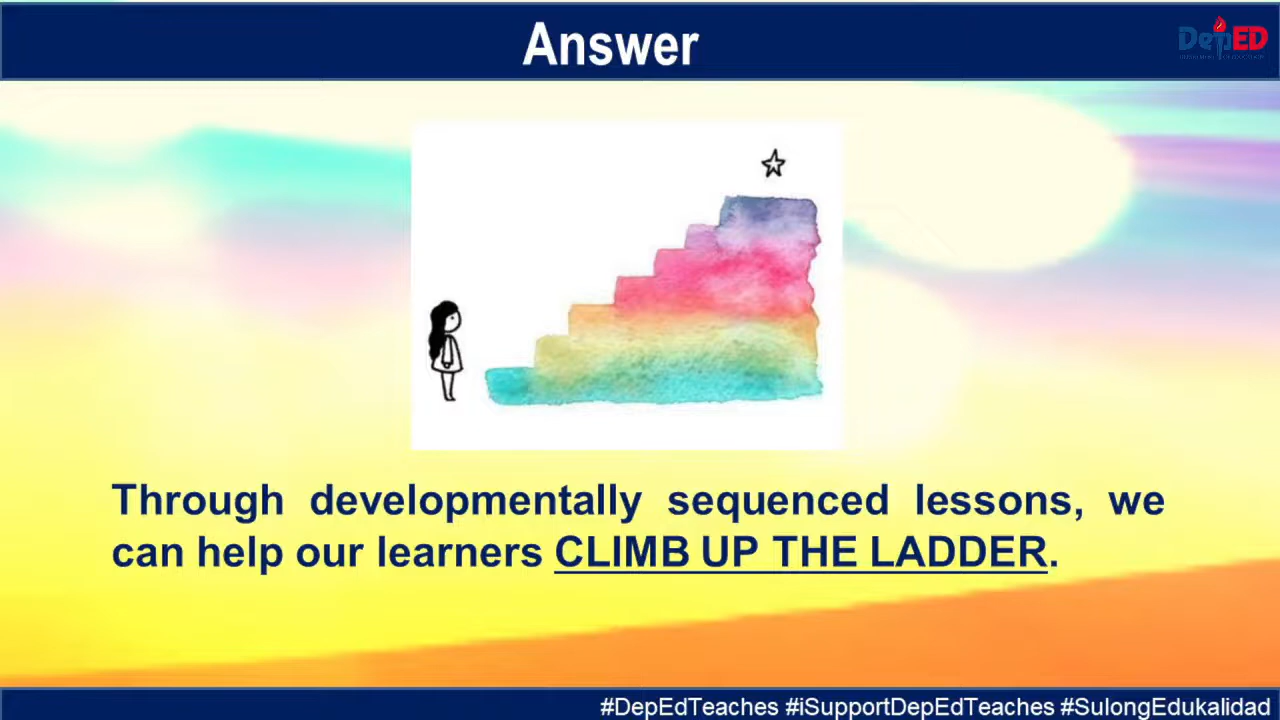 Answer
DepED
Through developmentally sequenced lessons, we
can help our learners CLIMB UP THE LADDER.
#DepEdTeaches #iSupportDepEdTeaches #SulongEdukalidad